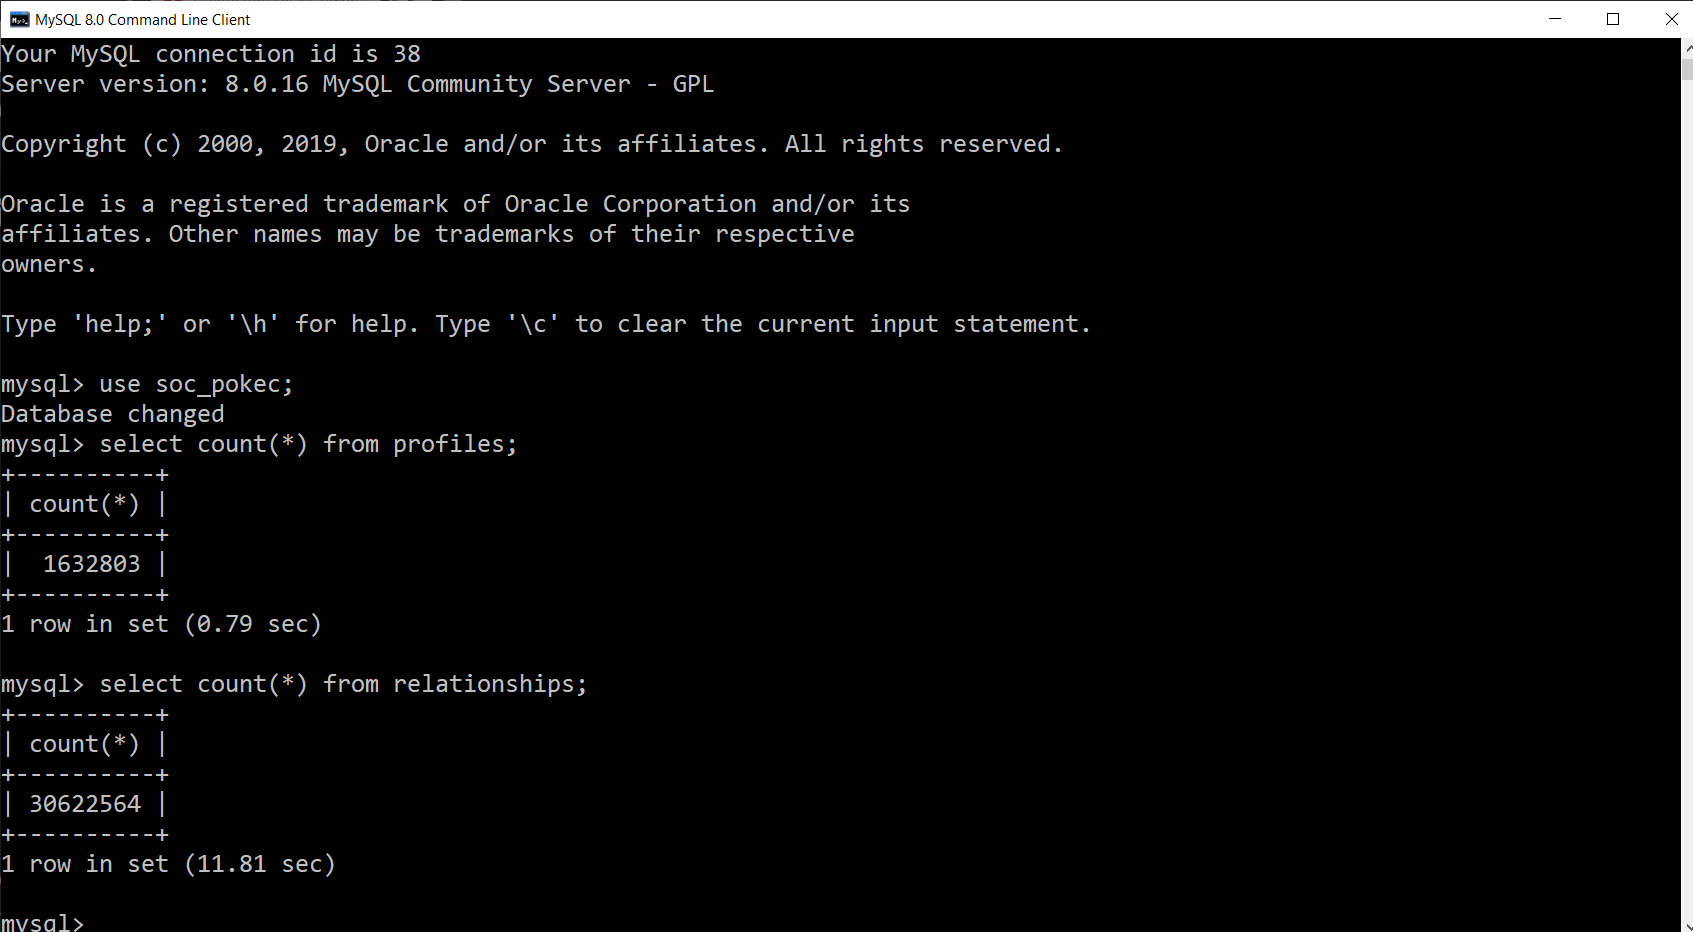 MySQL 8.0 Command Line Client
Your MySQL connection id is 38
Server version: 8.0.16 MySQL Community Server - GPL
Copyright (c) 2000, 2019, Oracle and/or its affiliates. All rights reserved.
Oracle is a registered trademark of Oracle Corporation and/or its
affiliates. Other names may be trademarks of their respective
owners.
Type 'help;' or '\h' for help. Type '\c' to clear the current input statement.
mysql> use soc_pokec;
Database changed
mysql> select count(*) from profiles;
+----------+
| count(*) |
+----------+
|  1632803 |
+----------+
1 row in set (0.79 sec)
mysql> select count(*) from relationships;
+----------+
| count(*) |
+----------+
| 30622564 |
+----------+
1 row in set (11.81 sec)
mysql>